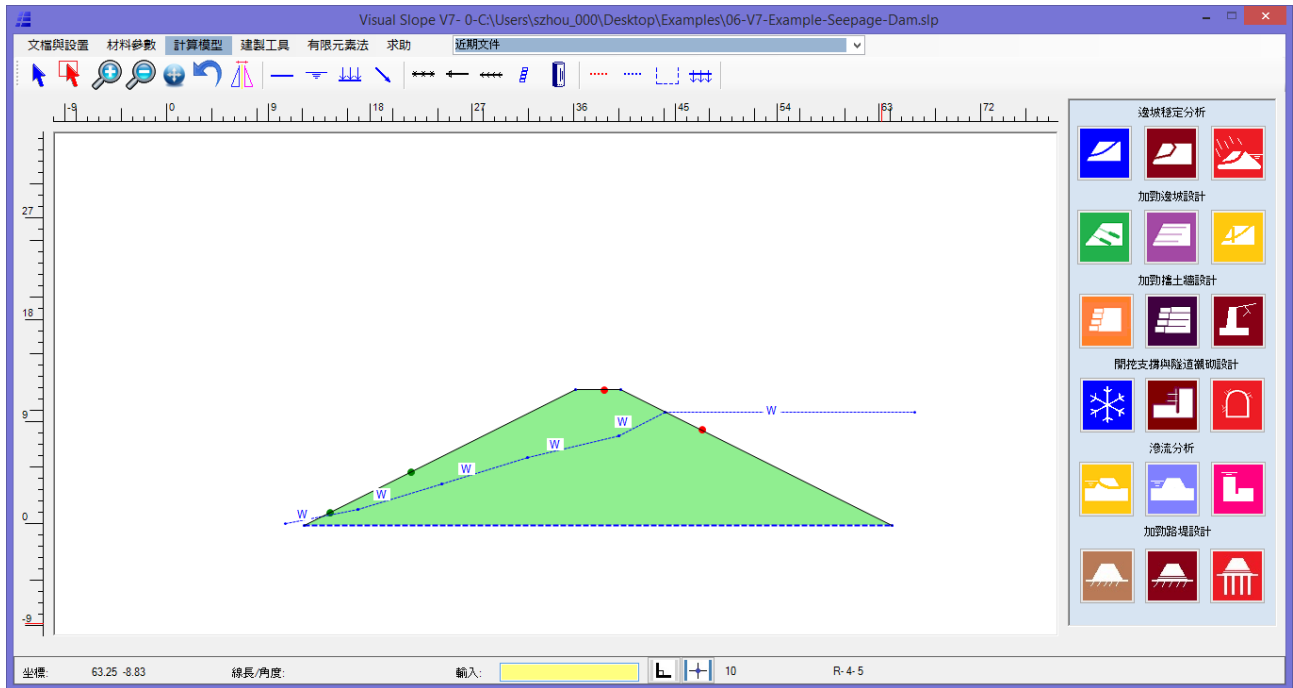 Visual Slope V7- 0-C:\Users\szhou_000\Desktop\Examples\06-V7-Example-Seepage-Dam.slp
文檔與設置 材料參數 計算模型 建製工具 有限元素法 求助 近期文件
-9 0 9 18 27 36 45 54 63 72
邊坡穩定分析
加勁邊坡設計
27
加勁擋土牆設計
18
開挖支撐與隧道襯砌設計
9
W
W
W
滲流分析
W
W
W
0
加勁路堤設計
-9
坐標: 63.25 -8.83 線長/角度: 輸入: 10 R- 4- 5